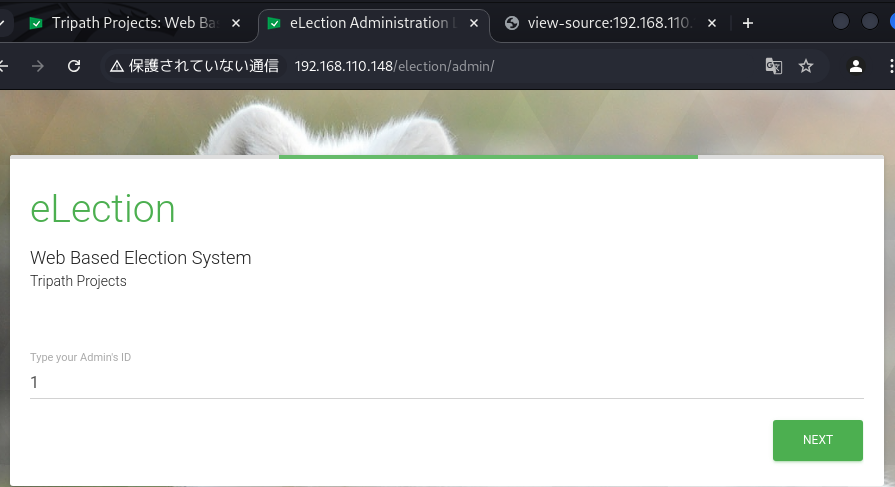 Tripath Projects: Web Ba
eLection Administration
view-source:192.168.110.
保護されていない通信
192.168.110.148/election/admin/
eLection
Web Based Election System
Tripath Projects
Type your Admin's ID
1
NEXT